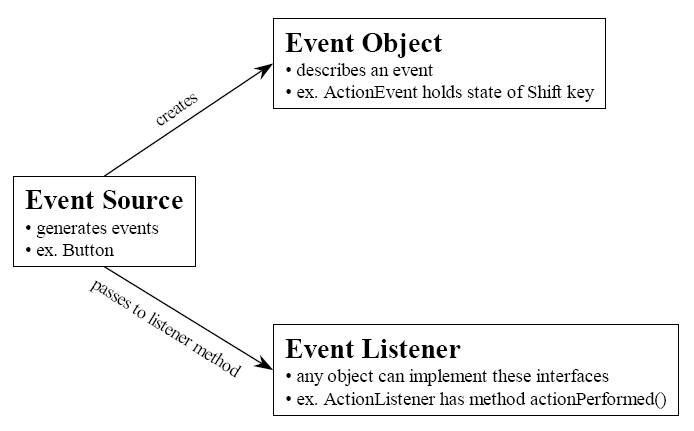 Event Object
• describes an event
• ex. ActionEvent holds state of Shift key
creates
Event Source
• generates events
• ex. Button
passes to listener method
Event Listener
• any object can implement these interfaces
• ex. ActionListener has method actionPerformed()